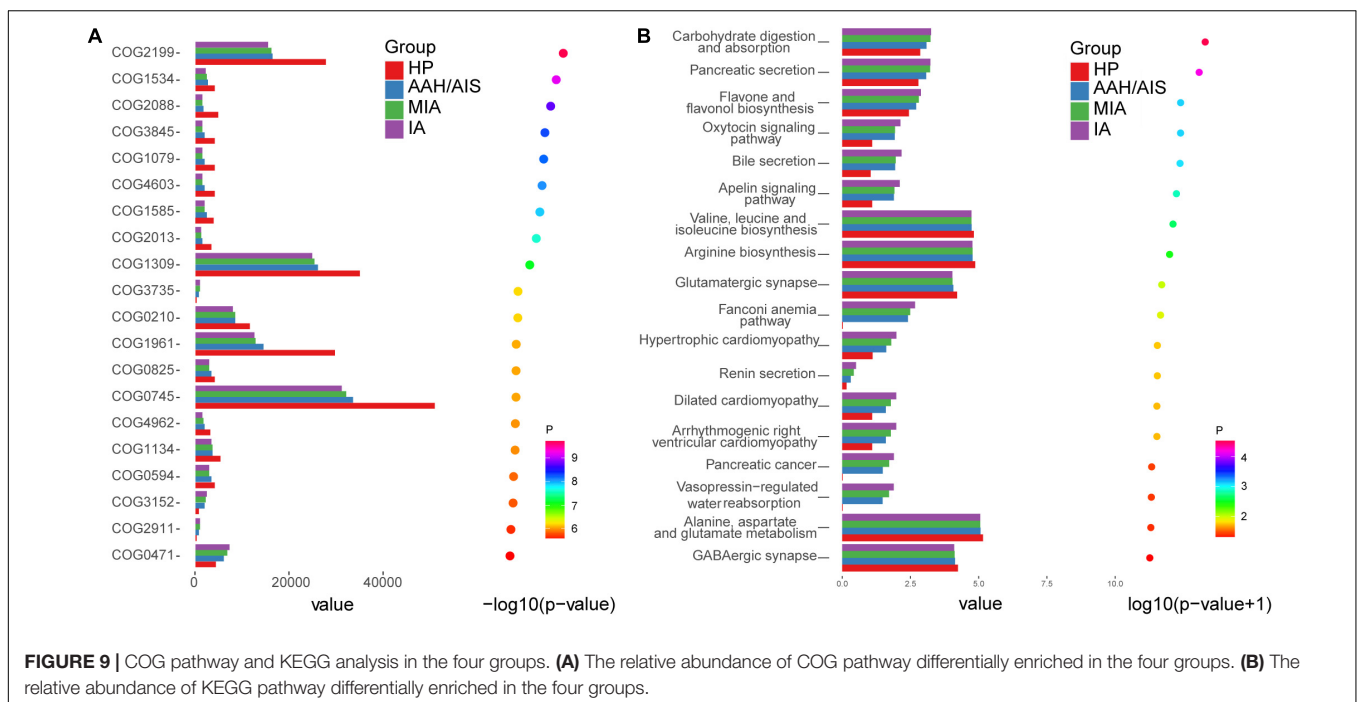 A
COG2199-
COG1534-
COG2088-
COG3845-
COG1079-
COG4603-
COG1585-
COG2013-
COG1309-
COG3735-
COG0210-
COG1961-
COG0825-
COG0745-
COG4962-
COG1134-
COG0594-
COG3152-
COG2911-
COG0471-
0 20000 40000
value
Group
HP
AAH/AIS
MIA
IA
P
9
8
7
6
−log10(p−value)
B
Carbohydrate digestion
and absorption
Pancreatic secretion
Flavone and
flavonol biosynthesis
Oxytocin signaling
pathway
Bile secretion
Apelin signaling
pathway
Valine, leucine and
isoleucine biosynthesis
Arginine biosynthesis
Glutamatergic synapse
Fanconi anemia
pathway
Hypertrophic cardiomyopathy
Renin secretion
Dilated cardiomyopathy
Arrhythmogenic right
ventricular cardiomyopathy
Pancreatic cancer
Vasopressin−regulated
water reabsorption
Alanine, aspartate
and glutamate metabolism
GABAergic synapse
0.0 2.5 5.0 7.5 10.0
value
Group
HP
AAH/AIS
MIA
IA
P
4
3
2
log10(p−value+1)
FIGURE 9 | COG pathway and KEGG analysis in the four groups. (A) The relative abundance of COG pathway differentially enriched in the four groups. (B) The
relative abundance of KEGG pathway differentially enriched in the four groups.